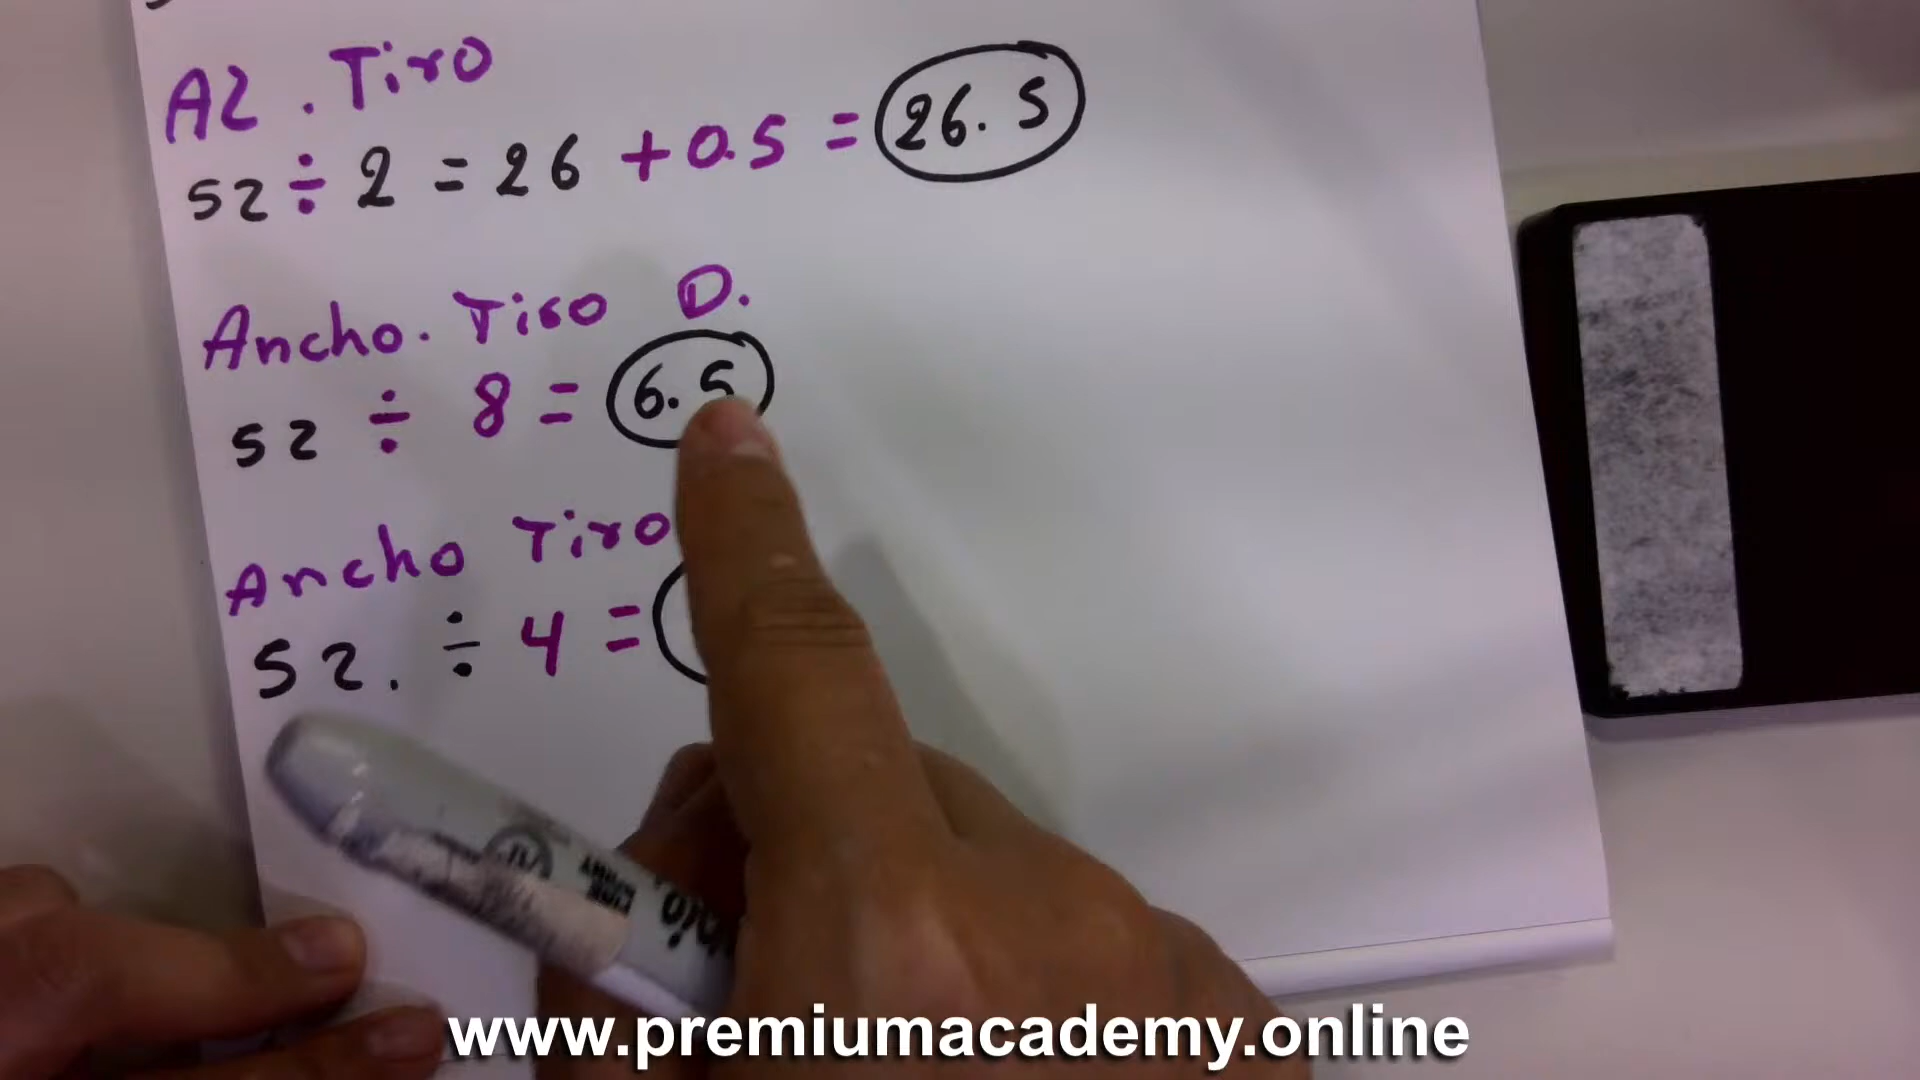 Al. Tiro
52 ÷ 2 = 26 + 0.5 = 26.5
Ancho. Tiro D.
52 ÷ 8 = 6.5
Ancho Tiro
52. ÷ 4 =
www.premiumacademy.online